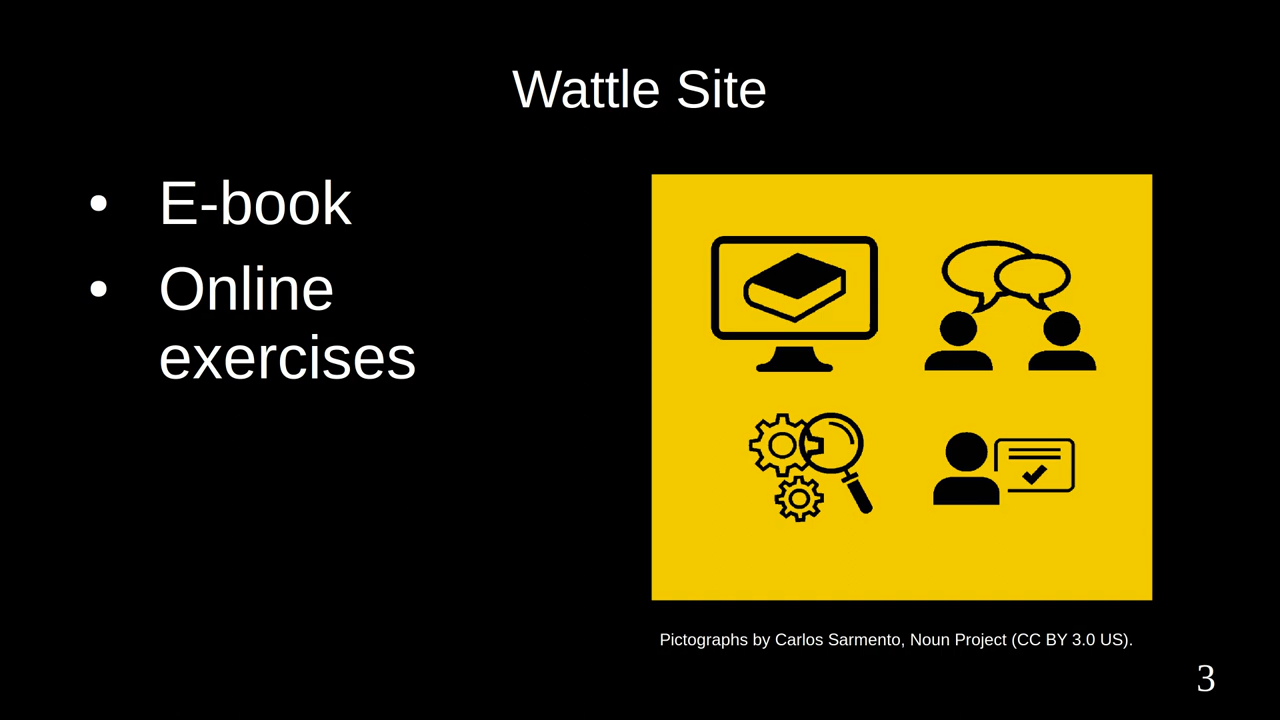 Wattle Site
• E-book
• Online
exercises
Pictographs by Carlos Sarmento, Noun Project (CC BY 3.0 US).
3